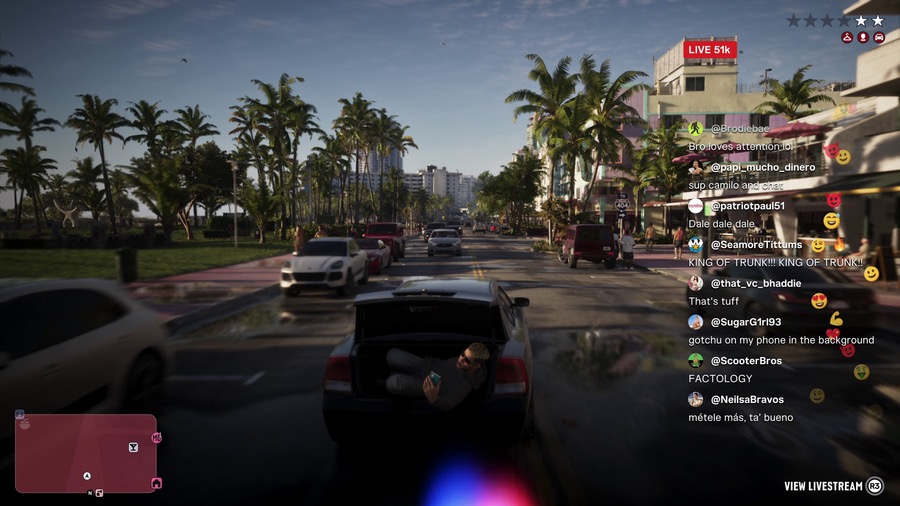 LIVE 51k
@Brodiebae
Bro loves attention lol
@papi_mucho_dinero
sup camilo and chat
@patriotpaul51
Dale dale dale
@SeamoreTittums
KING OF TRUNK!!! KING OF TRUNK!!
@that_vc_bhaddie
That's tuff
@SugarG1rl93
gotchu on my phone in the background
@ScooterBros
FACTOLOGY
@NeilsaBravos
métele más, ta' bueno
404
N
VIEW LIVESTREAM R3